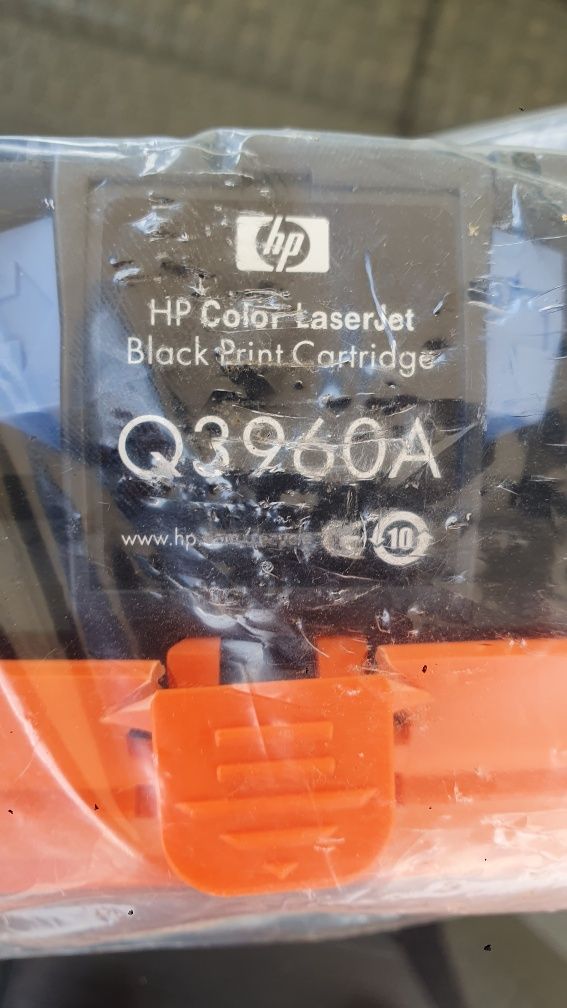 hp
HP Color LaserJet
Black Print Cartridge
Q3960A
www.hp
10